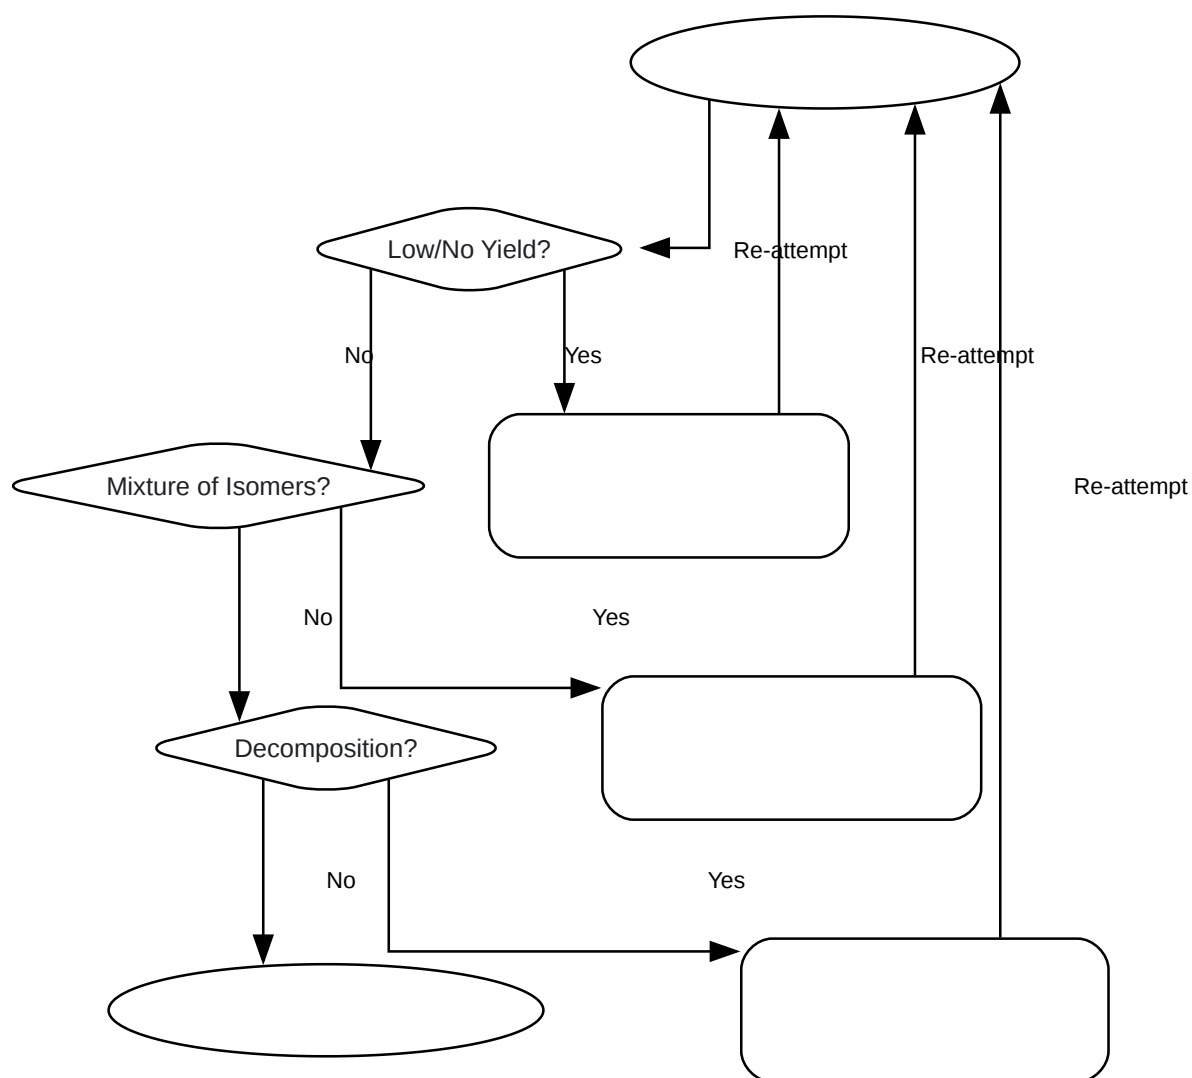 Low/No Yield?
Re-attempt
No
Yes
Re-attempt
Mixture of Isomers?
Re-attempt
No
Yes
Decomposition?
No
Yes